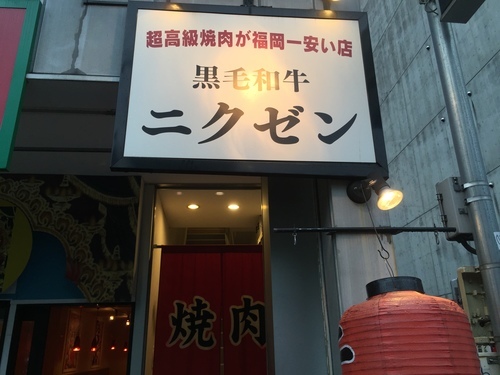 超高級焼肉が福岡一安い店
黒毛和牛
ニクゼン
焼肉